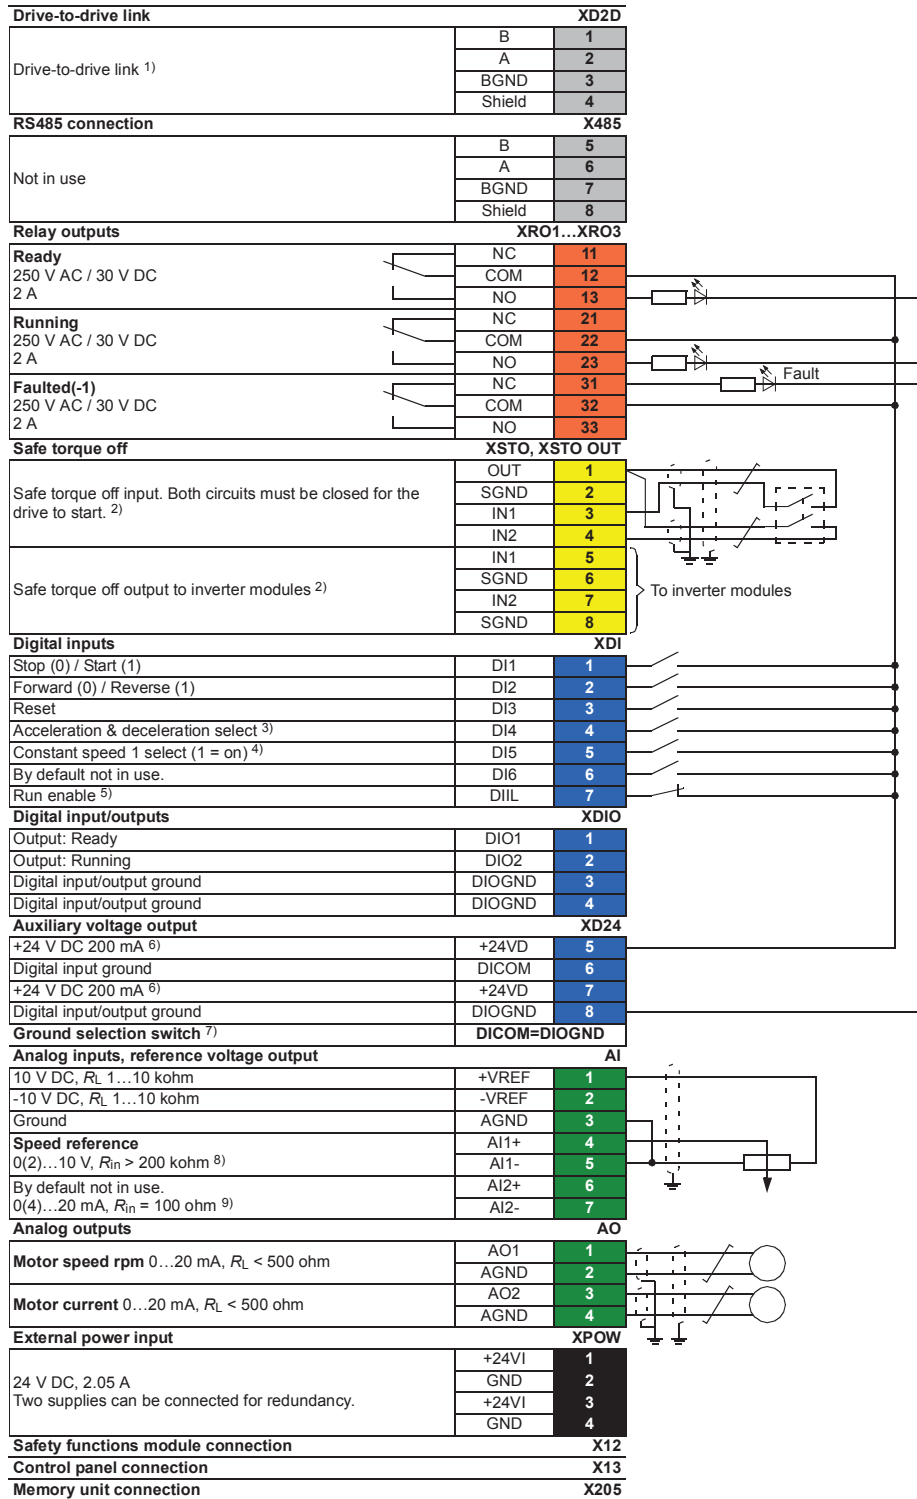 Drive-to-drive link XD2D
Drive-to-drive link 1)
B 1
A 2
BGND 3
Shield 4
RS485 connection X485
Not in use
B 5
A 6
BGND 7
Shield 8
Relay outputs XRO1…XRO3
Ready
250 V AC / 30 V DC
2 A
NC 11
COM 12
NO 13
Running
250 V AC / 30 V DC
2 A
NC 21
COM 22
NO 23
Faulted(-1)
250 V AC / 30 V DC
2 A
NC 31
COM 32
NO 33
Fault
Safe torque off XSTO, XSTO OUT
Safe torque off input. Both circuits must be closed for the
drive to start. 2)
OUT 1
SGND 2
IN1 3
IN2 4
Safe torque off output to inverter modules 2)
IN1 5
SGND 6
IN2 7
SGND 8
To inverter modules
Digital inputs XDI
Stop (0) / Start (1) DI1 1
Forward (0) / Reverse (1) DI2 2
Reset DI3 3
Acceleration & deceleration select 3) DI4 4
Constant speed 1 select (1 = on) 4) DI5 5
By default not in use. DI6 6
Run enable 5) DIIL 7
Digital input/outputs XDIO
Output: Ready DIO1 1
Output: Running DIO2 2
Digital input/output ground DIOGND 3
Digital input/output ground DIOGND 4
Auxiliary voltage output XD24
+24 V DC 200 mA 6) +24VD 5
Digital input ground DICOM 6
+24 V DC 200 mA 6) +24VD 7
Digital input/output ground DIOGND 8
Ground selection switch 7) DICOM=DIOGND
Analog inputs, reference voltage output AI
10 V DC, RL 1…10 kohm +VREF 1
-10 V DC, RL 1…10 kohm -VREF 2
Ground AGND 3
Speed reference
0(2)…10 V, Rin > 200 kohm 8)
AI1+ 4
AI1- 5
By default not in use.
0(4)…20 mA, Rin = 100 ohm 9)
AI2+ 6
AI2- 7
Analog outputs AO
Motor speed rpm 0…20 mA, RL < 500 ohm
AO1 1
AGND 2
Motor current 0…20 mA, RL < 500 ohm
AO2 3
AGND 4
External power input XPOW
24 V DC, 2.05 A
Two supplies can be connected for redundancy.
+24VI 1
GND 2
+24VI 3
GND 4
Safety functions module connection X12
Control panel connection X13
Memory unit connection X205